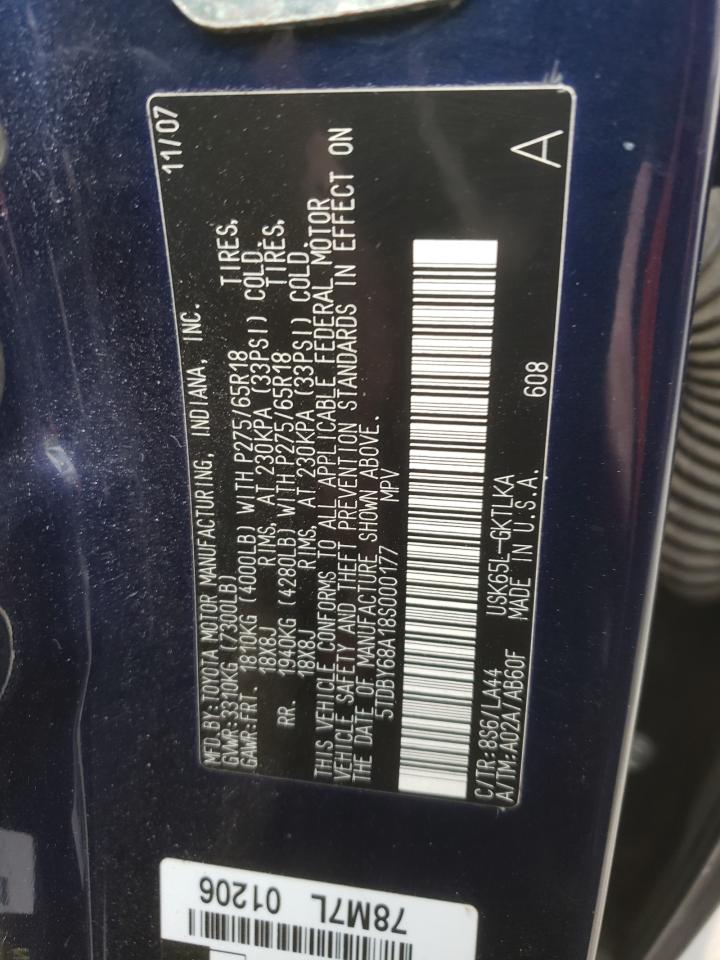 11/07
MFD.BY:TOYOTA MOTOR MANUFACTURING, INDIANA, INC.
GVWR:3310KG(7300LB)
GAWR:FRT. 1810KG (4000LB) WITH P275/65R18 TIRES,
18X8J RIMS, AT 230KPA (33PSI) COLD.
RR. 1940KG (4280LB) WITH P275/65R18 TIRES,
18X8J RIMS, AT 230KPA (33PSI) COLD.
THIS VEHICLE CONFORMS TO ALL APPLICABLE FEDERAL MOTOR
VEHICLE SAFETY AND THEFT PREVENTION STANDARDS IN EFFECT ON
THE DATE OF MANUFACTURE SHOWN ABOVE.
5TDBY68A18S000177 MPV
608
C/TR:8S6/LA44 USK65L-GKTLKA
A/TM:A02A/AB60F MADE IN U.S.A.
A
78M7L
01206